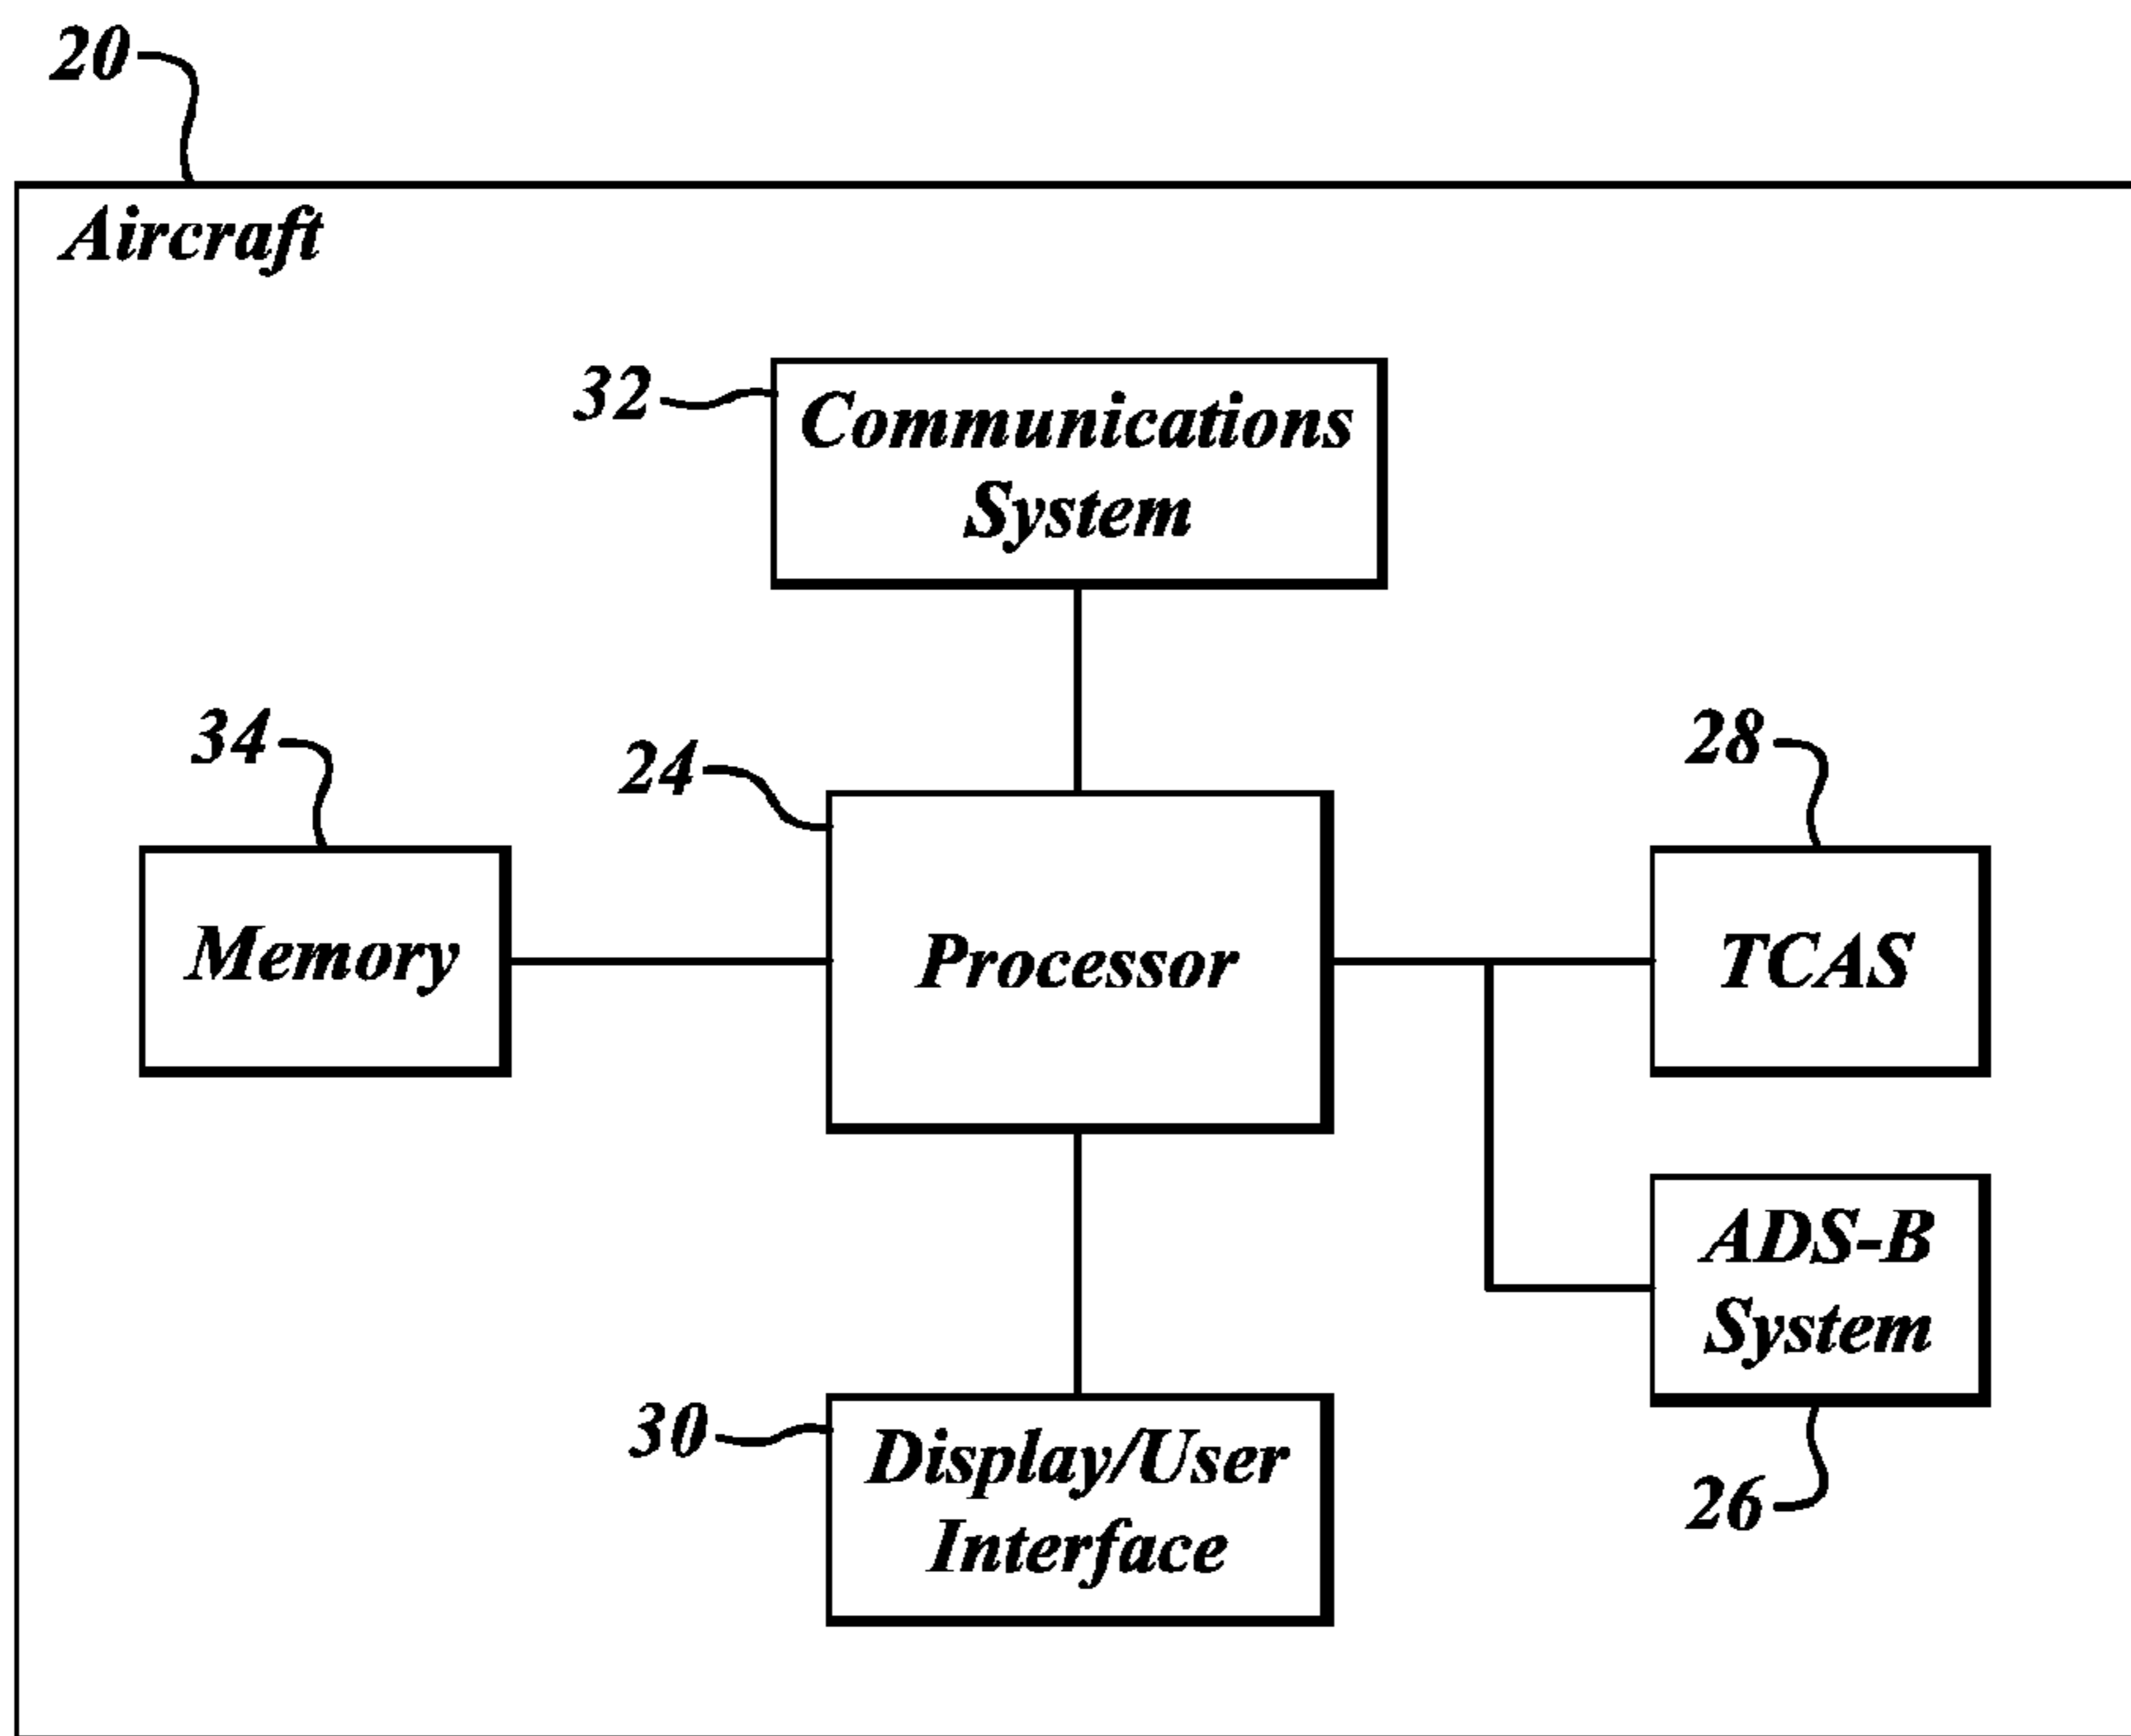 20
Aircraft
32
Communications
System
34
24
28
Memory
Processor
TCAS
ADS-B
System
30
Display/User
Interface
26